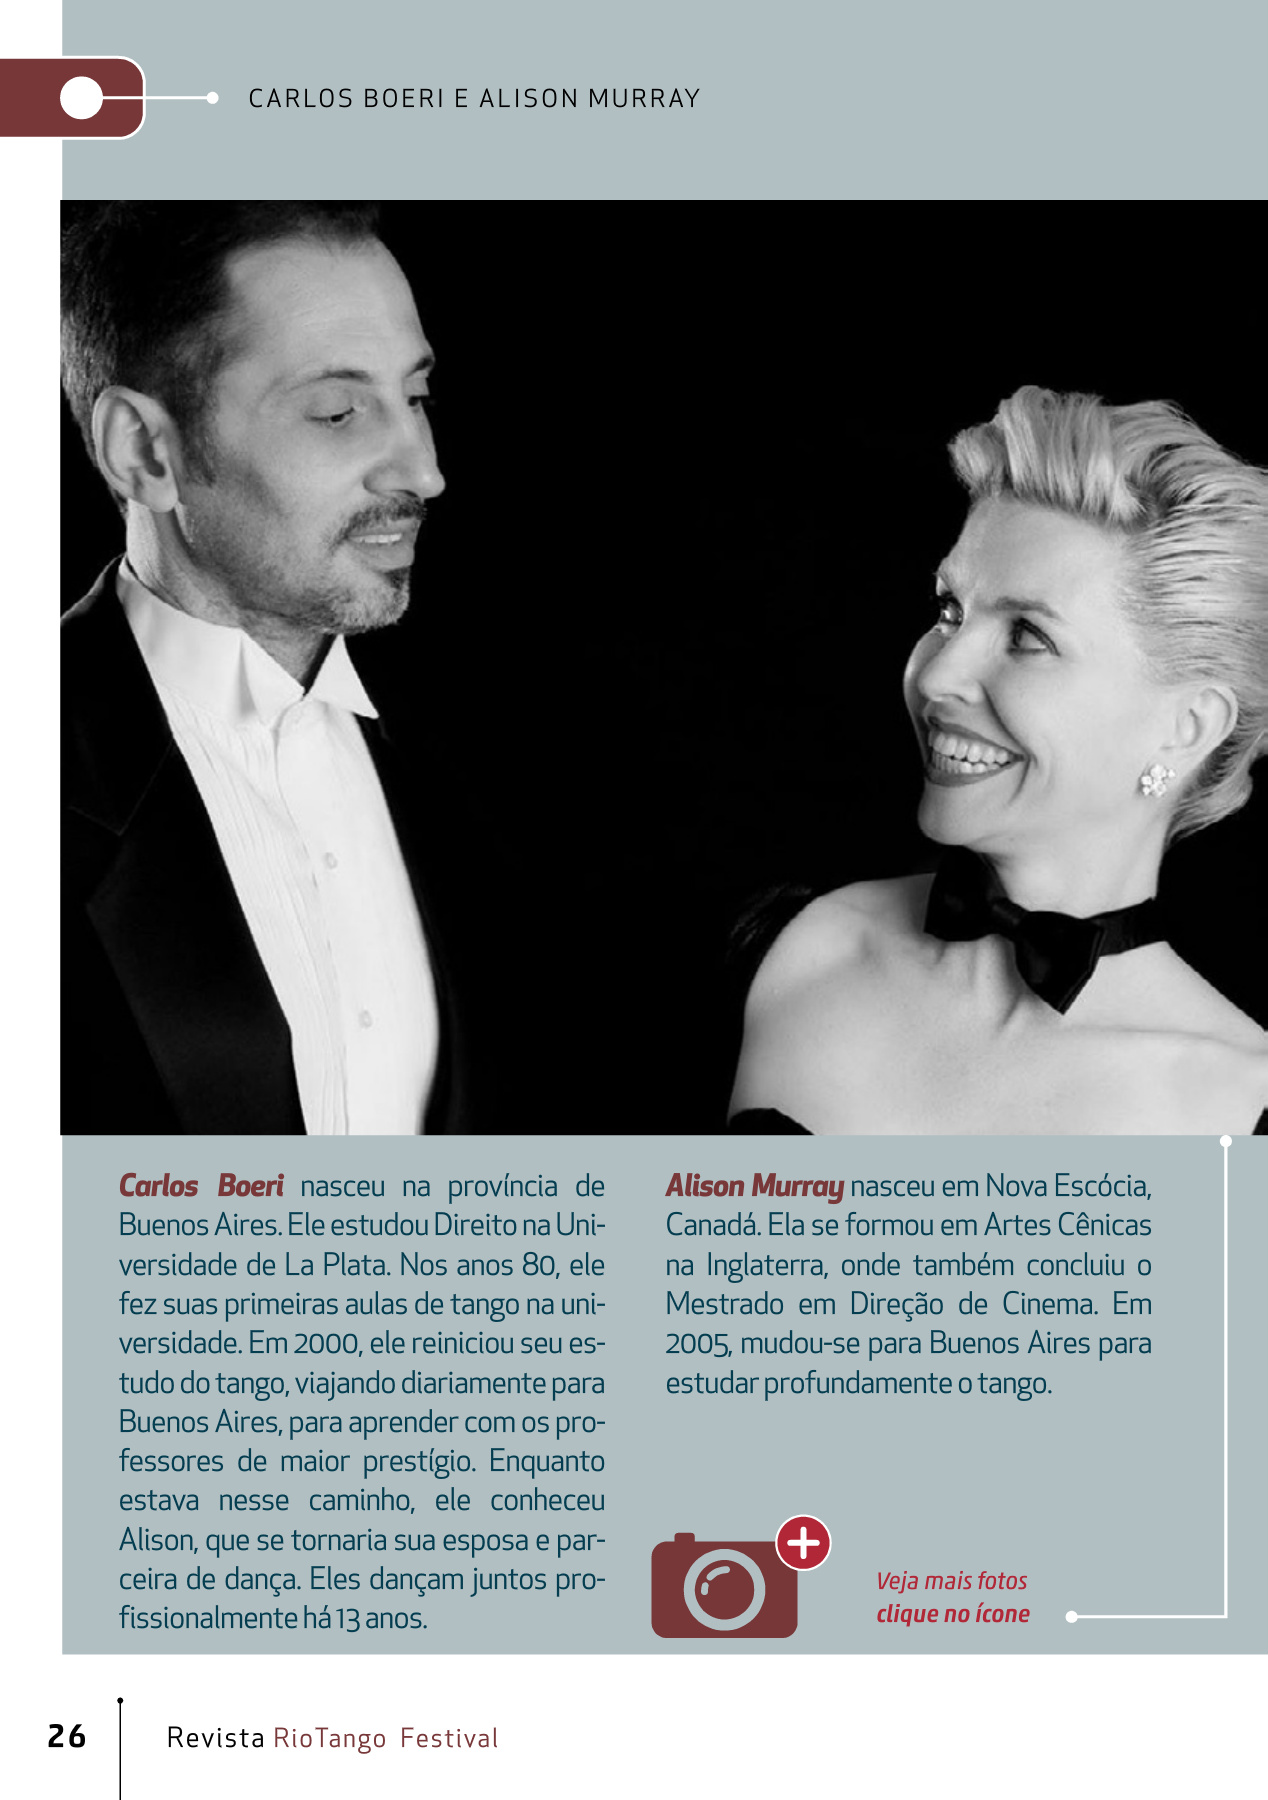 CARLOS BOERI E ALISON MURRAY
Carlos Boeri nasceu na província de
Buenos Aires. Ele estudou Direito na Uni-
versidade de La Plata. Nos anos 80, ele
fez suas primeiras aulas de tango na uni-
versidade. Em 2000, ele reiniciou seu es-
tudo do tango, viajando diariamente para
Buenos Aires, para aprender com os pro-
fessores de maior prestígio. Enquanto
estava nesse caminho, ele conheceu
Alison, que se tornaria sua esposa e par-
ceira de dança. Eles dançam juntos pro-
fissionalmente há 13 anos.
Alison Murray nasceu em Nova Escócia,
Canadá. Ela se formou em Artes Cênicas
na Inglaterra, onde também concluiu o
Mestrado em Direção de Cinema. Em
2005, mudou-se para Buenos Aires para
estudar profundamente o tango.
Veja mais fotos
clique no ícone
26
Revista RioTango Festival